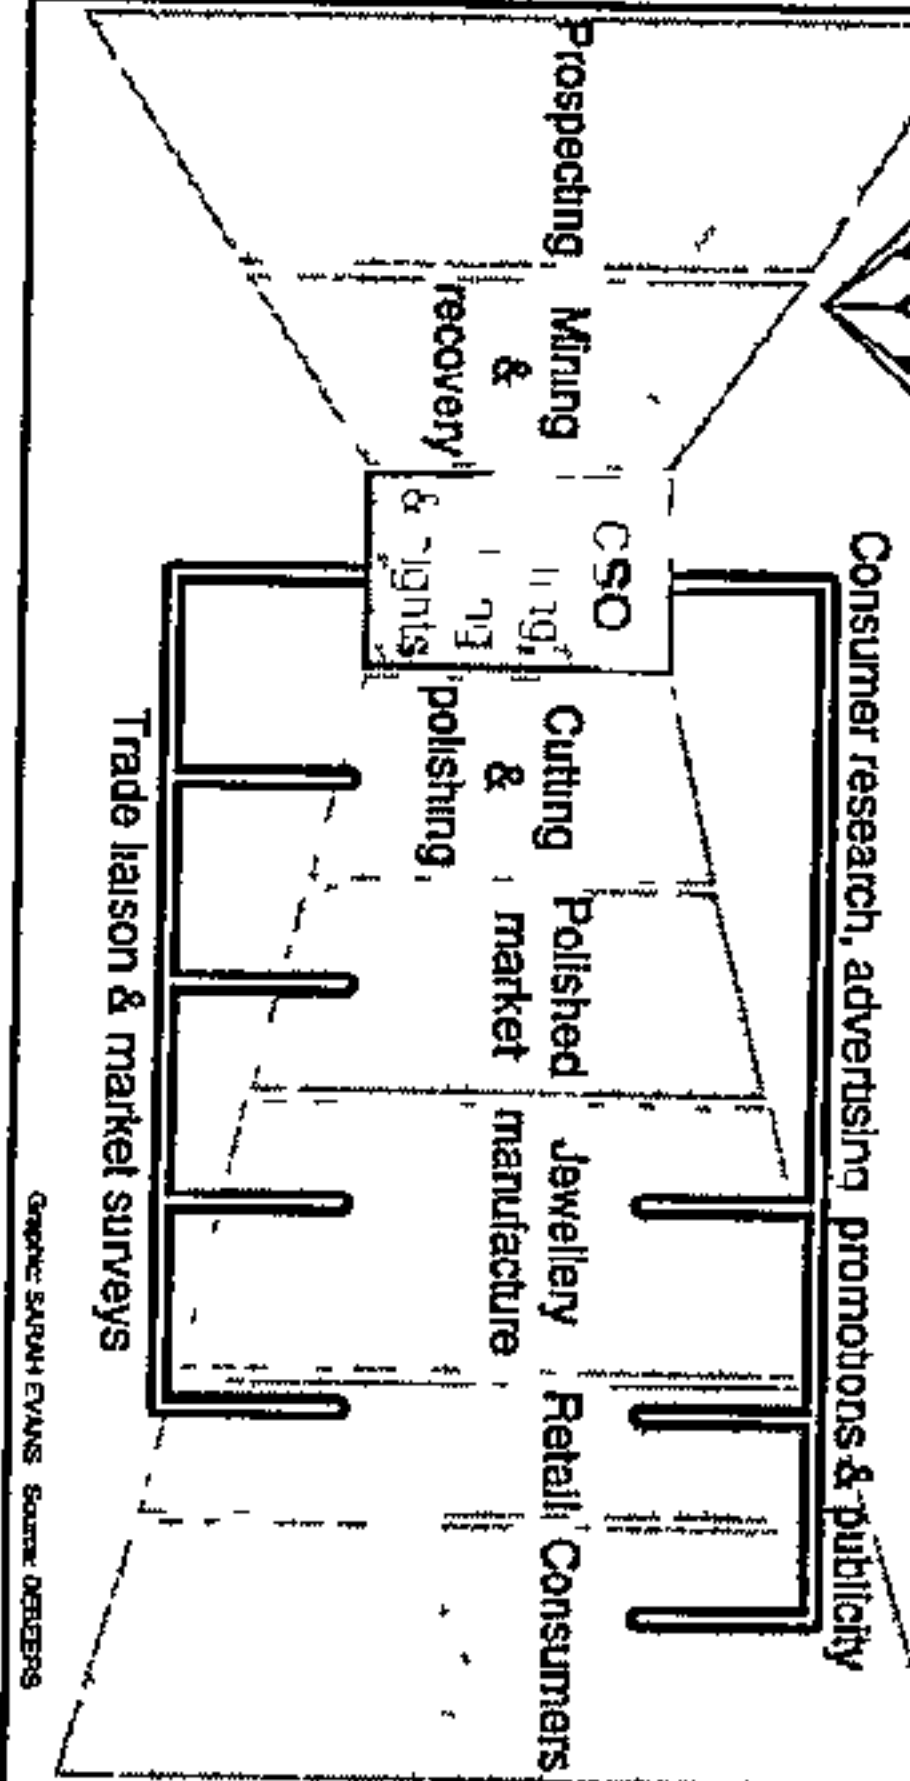 Consumer research, advertising promotions & publicity
Prospecting
Mining
&
recovery
CSO
Cutting
&
polishing
Polished
market
Jewellery
manufacture
Retail
Consumers
Trade liaison & market surveys
Graphic: SARAH EVANS Source: DEBEERS